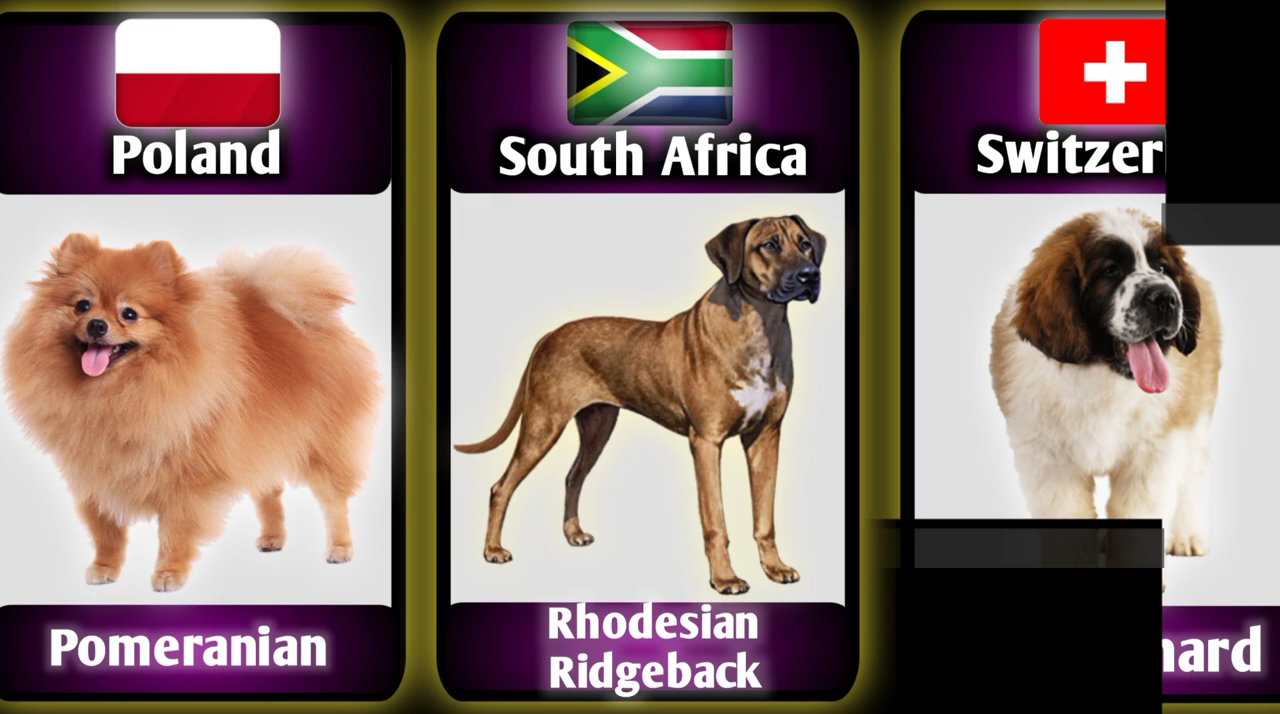 Poland
South Africa
Switzer
Pomeranian
Rhodesian
Ridgeback
nard